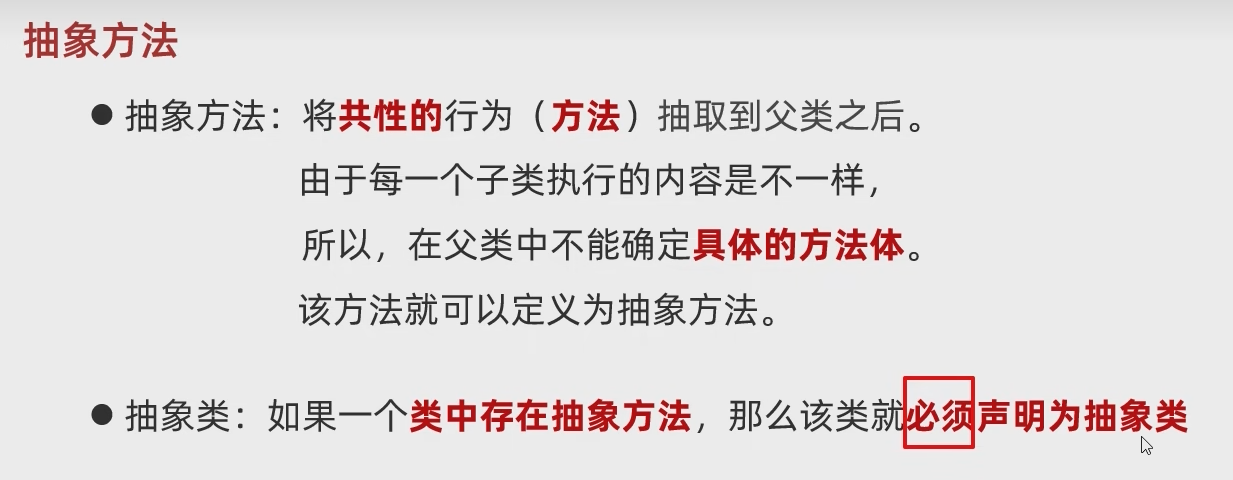 抽象方法
● 抽象方法：将共性的行为（方法）抽取到父类之后。
由于每一个子类执行的内容是不一样，
所以，在父类中不能确定具体的方法体。
该方法就可以定义为抽象方法。
● 抽象类：如果一个类中存在抽象方法，那么该类就必须声明为抽象类